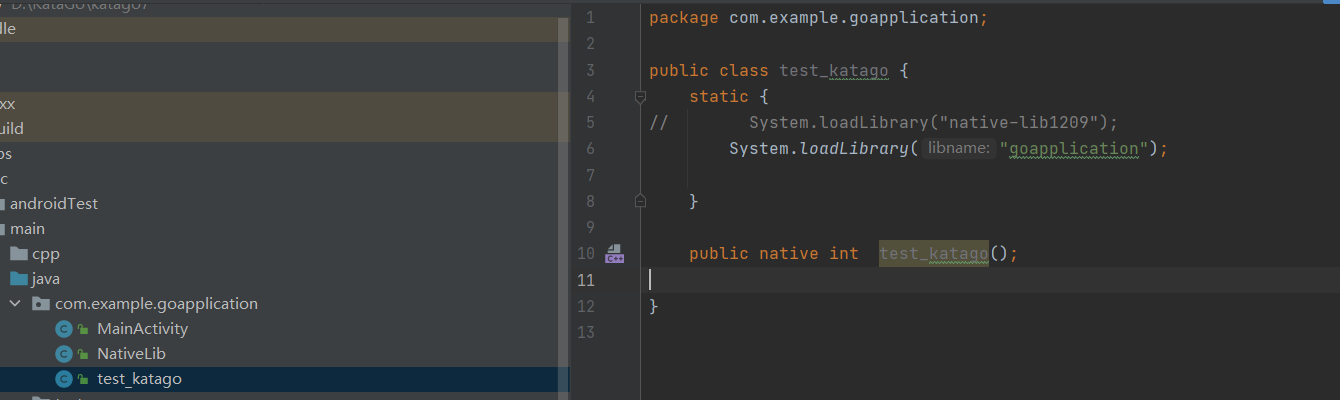 D:\KataGo\katago7
dle
xx
uild
os
c
androidTest
main
cpp
java
com.example.goapplication
MainActivity
NativeLib
test_katago
1 package com.example.goapplication;
2
3 public class test_katago {
4 static {
5 // System.loadLibrary("native-lib1209");
6 System.loadLibrary( libname: "goapplication");
7
8 }
9
10 C++ public native int test_katago();
11
12 }
13